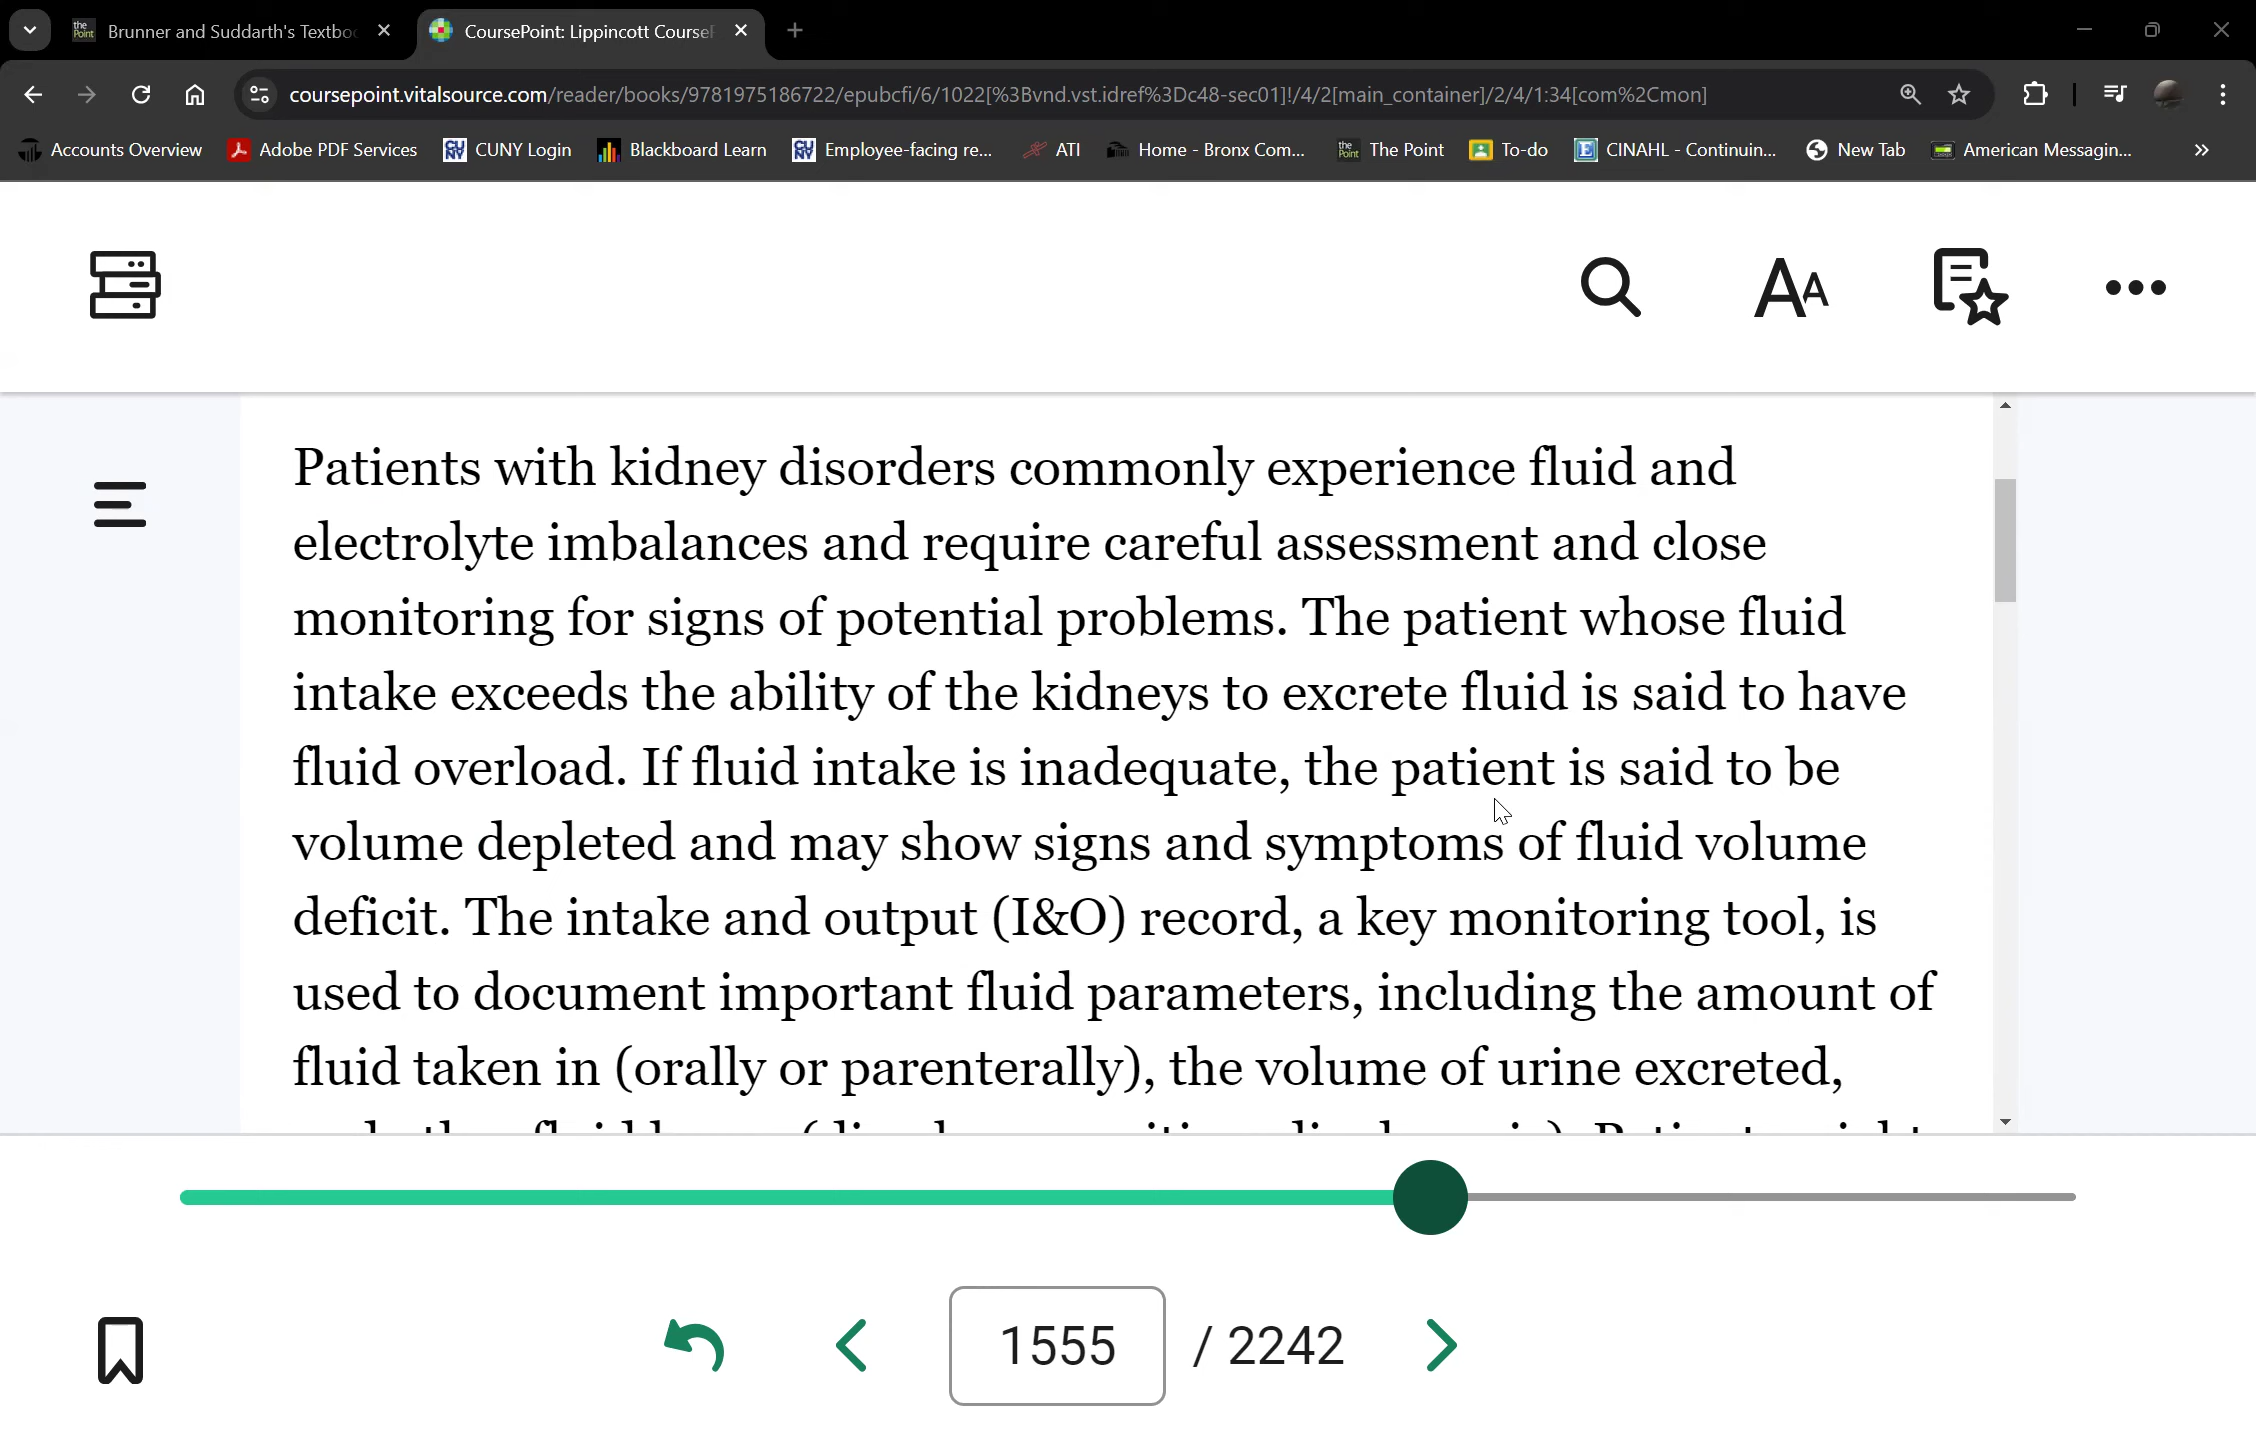 the Point Brunner and Suddarth's Textbo
CoursePoint: Lippincott CourseP
coursepoint.vitalsource.com/reader/books/9781975186722/epubcfi/6/1022[%3Bvnd.vst.idref%3Dc48-sec01]!/4/2[main_container]/2/4/1:34[com%2Cmon]
Accounts Overview
Adobe PDF Services
CUNY CUNY Login
Blackboard Learn
CUNY Employee-facing re...
ATI
Home - Bronx Com...
the Point The Point
To-do
E CINAHL - Continuin...
New Tab
American Messagin...
AA
Patients with kidney disorders commonly experience fluid and
electrolyte imbalances and require careful assessment and close
monitoring for signs of potential problems. The patient whose fluid
intake exceeds the ability of the kidneys to excrete fluid is said to have
fluid overload. If fluid intake is inadequate, the patient is said to be
volume depleted and may show signs and symptoms of fluid volume
deficit. The intake and output (I&O) record, a key monitoring tool, is
used to document important fluid parameters, including the amount of
fluid taken in (orally or parenterally), the volume of urine excreted,
1555 / 2242